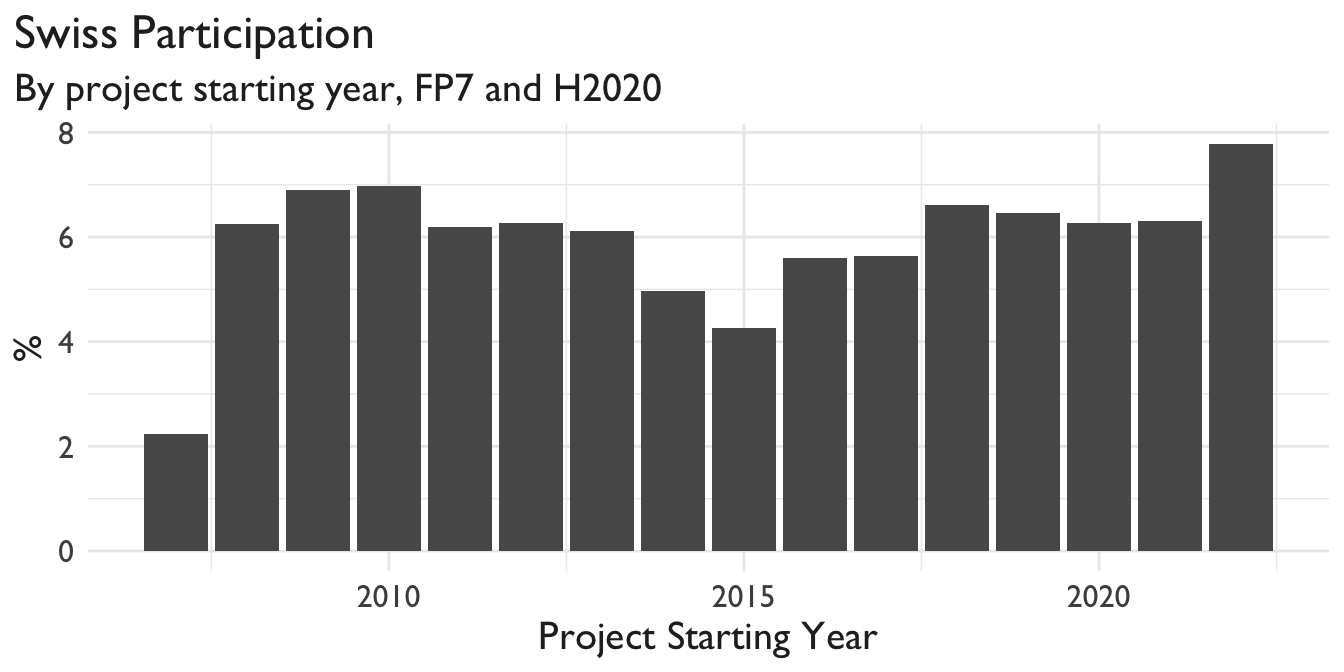 Swiss Participation
By project starting year, FP7 and H2020
8
6
4
2
0
%
2010 2015 2020
Project Starting Year